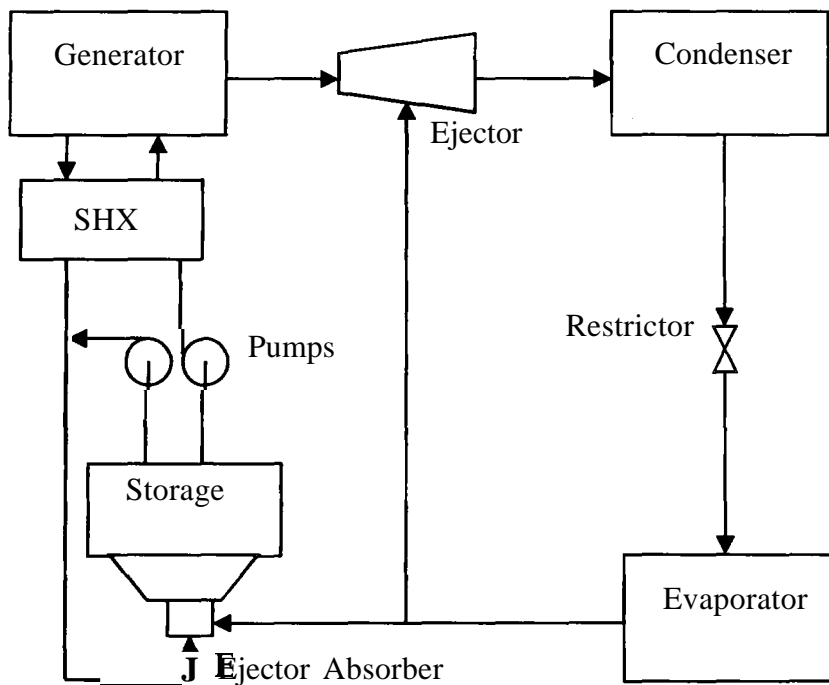 Generator
Condenser
Ejector
SHX
Restrictor
Pumps
Storage
Evaporator
Ejector Absorber